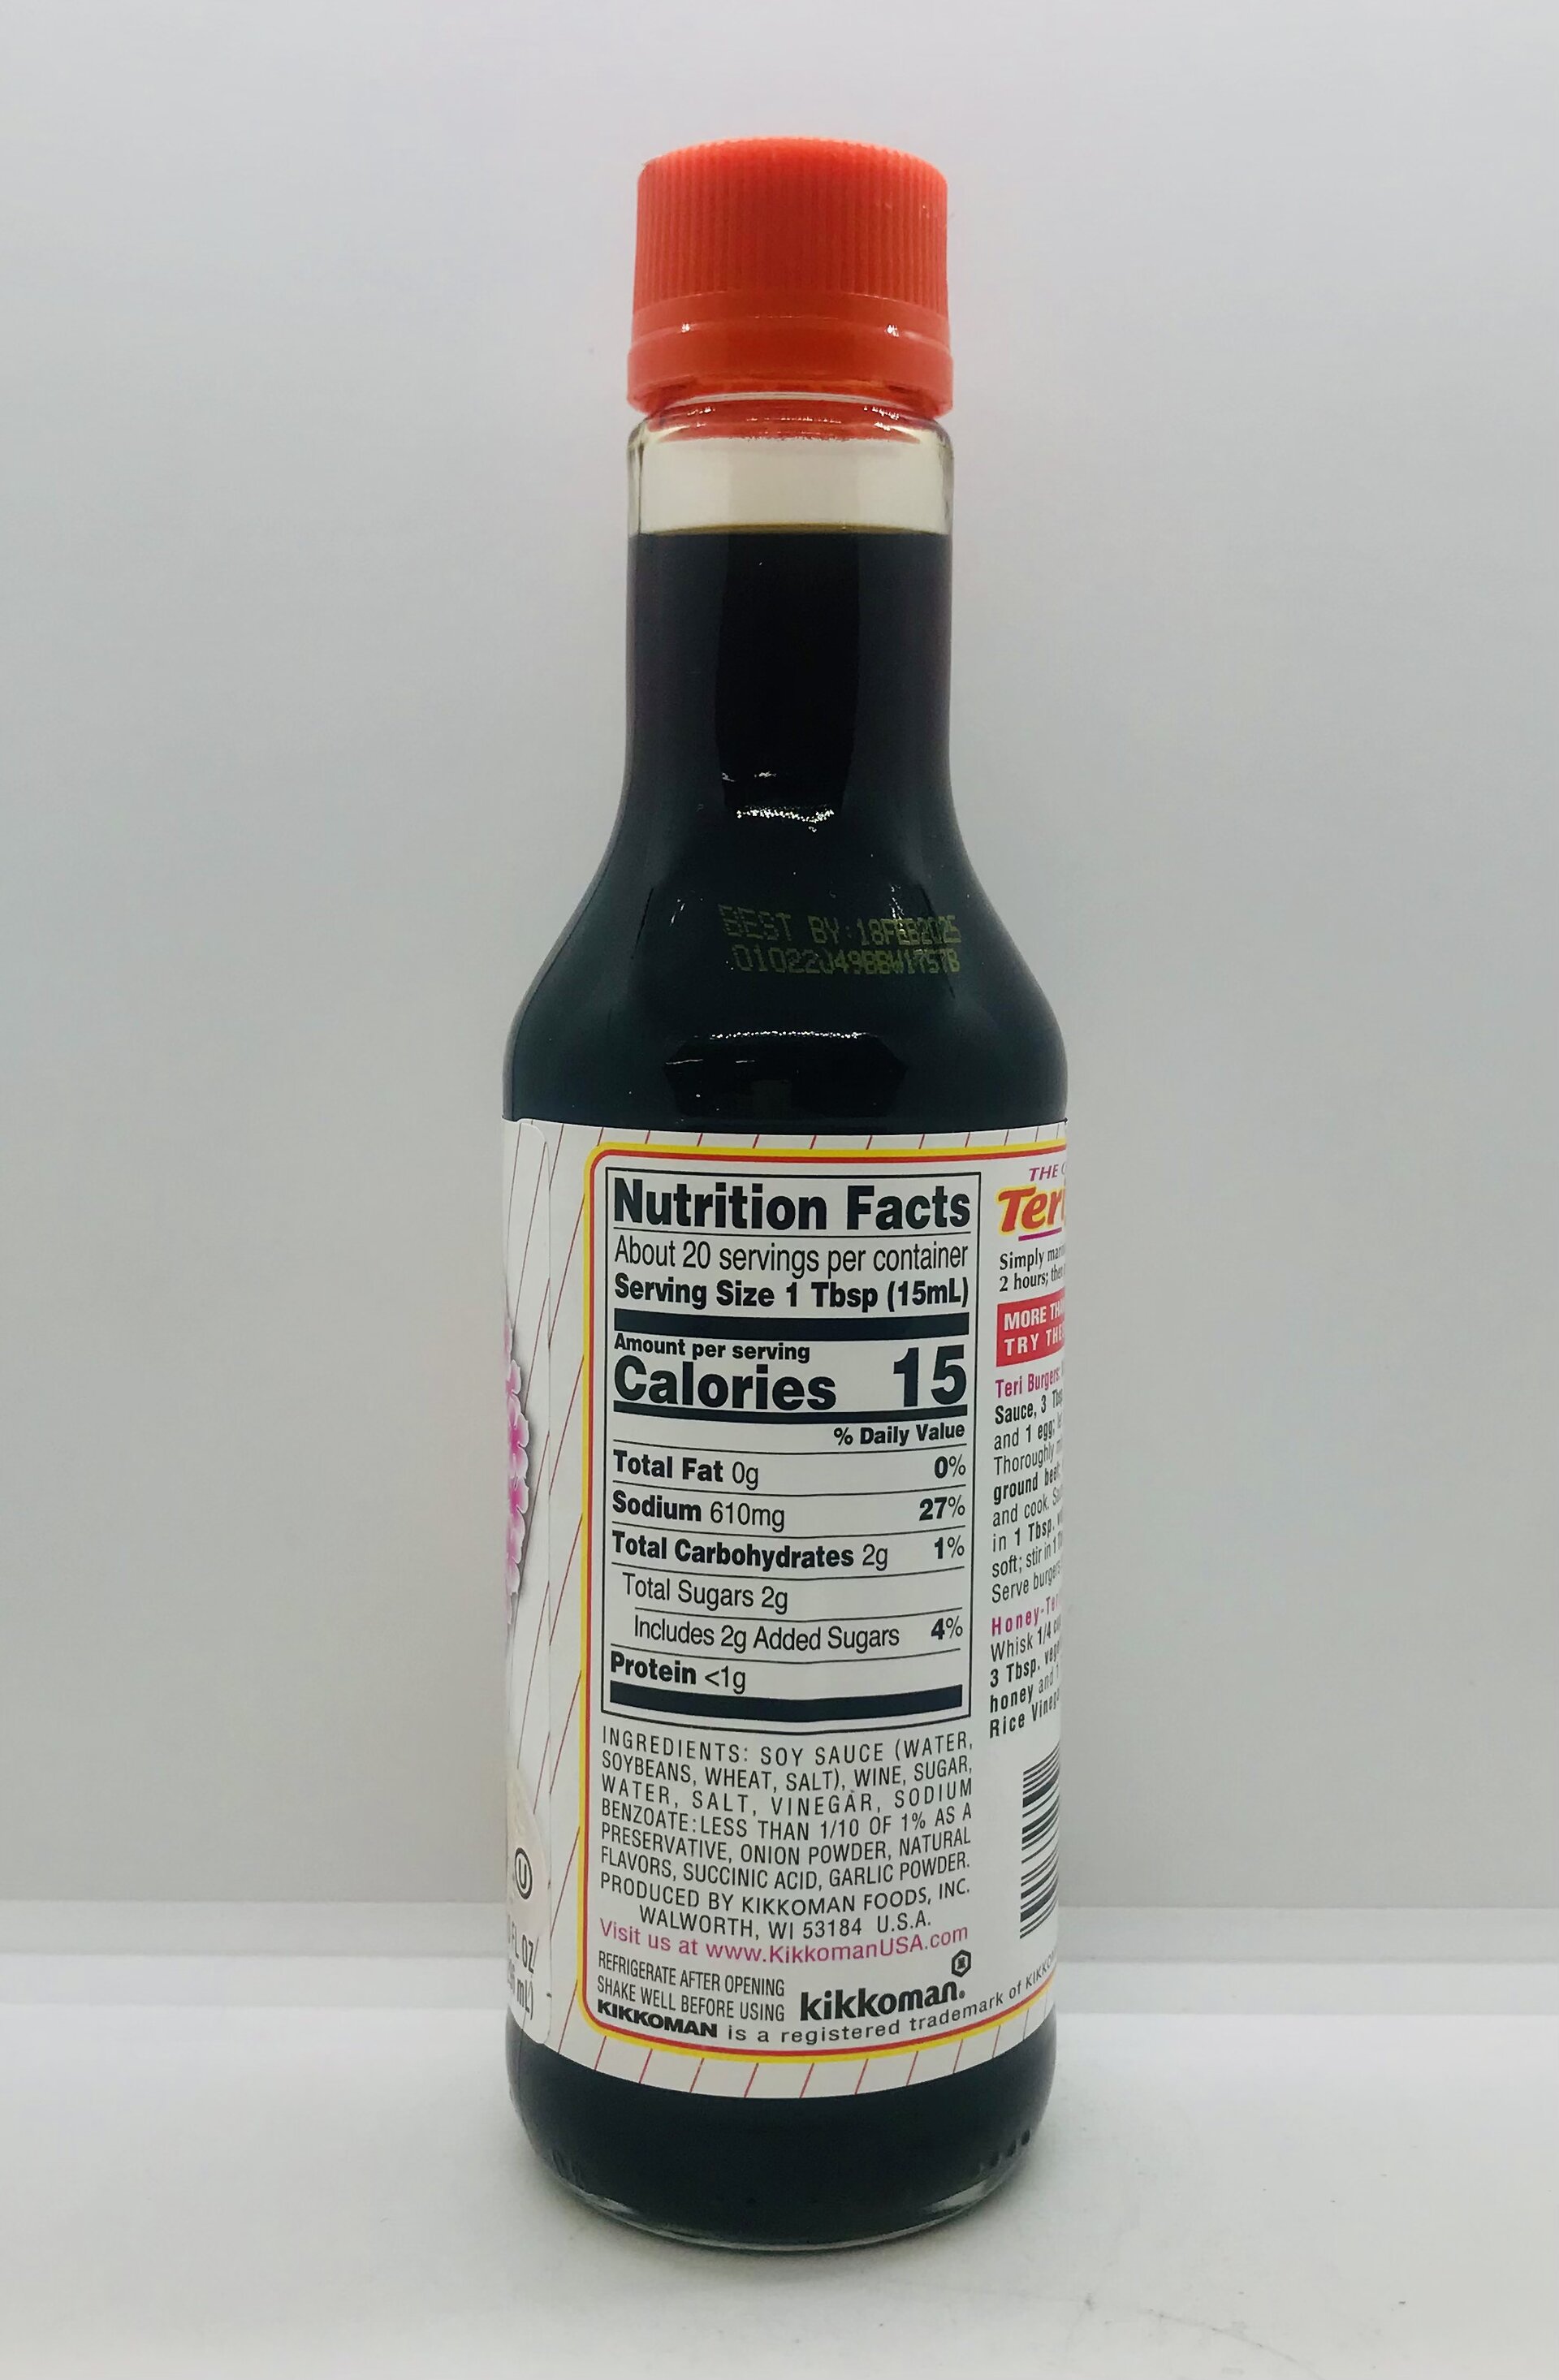 BEST BY:18FEB2025
Nutrition Facts
About 20 servings per container
Serving Size 1 Tbsp (15mL)
Amount per serving
Calories 15
% Daily Value
Total Fat 0g 0%
Sodium 610mg 27%
Total Carbohydrates 2g 1%
Total Sugars 2g
Includes 2g Added Sugars 4%
Protein <1g
INGREDIENTS: SOY SAUCE (WATER,
SOYBEANS, WHEAT, SALT), WINE, SUGAR,
WATER, SALT, VINEGAR, SODIUM
BENZOATE:LESS THAN 1/10 OF 1% AS A
PRESERVATIVE, ONION POWDER, NATURAL
FLAVORS, SUCCINIC ACID, GARLIC POWDER.
PRODUCED BY KIKKOMAN FOODS, INC.
WALWORTH, WI 53184 U.S.A.
Visit us at www.KikkomanUSA.com
REFRIGERATE AFTER OPENING
SHAKE WELL BEFORE USING
kikkoman.
KIKKOMAN is a registered trademark of
THE
Simply
2 hours;
MORE
TRY
Teri Burgers:
Sauce, 3
and 1 egg;
Thoroughly
ground
and cook.
in 1 Tbsp.
soft; stir in 1
Serve
Whisk 1/4
3 Tbsp.
honey and
Rice
U
FL OZ
mL)